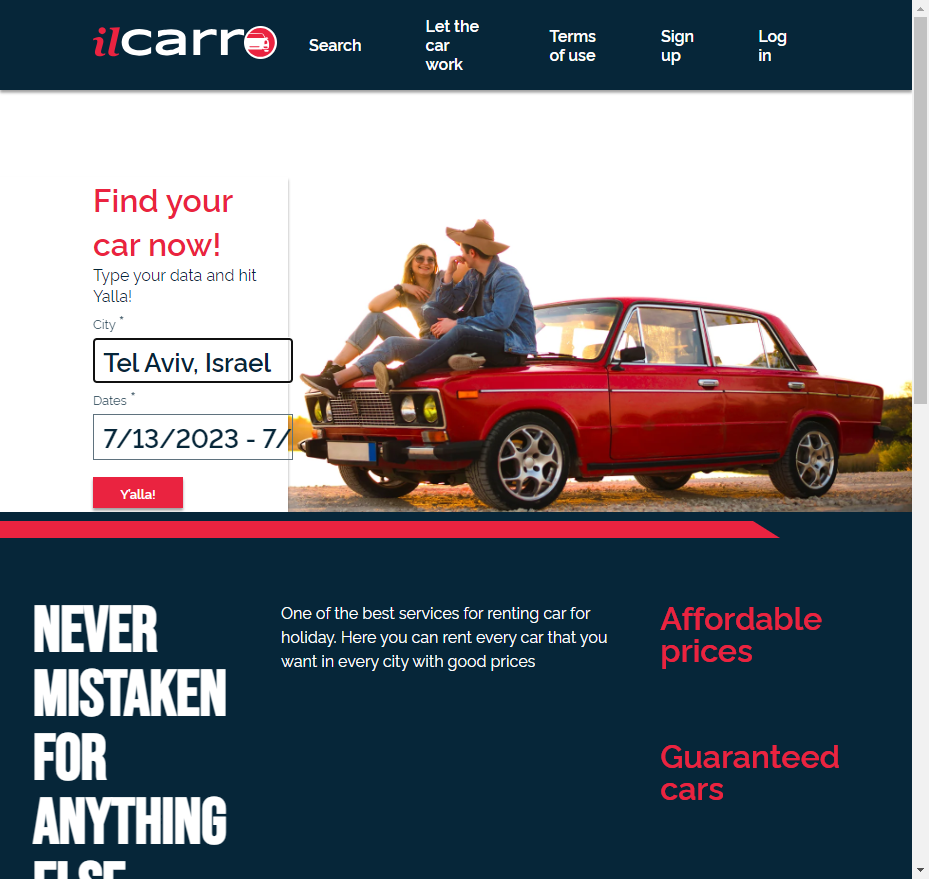 ilcarro
Search
Let the
car
work
Terms
of use
Sign
up
Log
in
Find your
car now!
Type your data and hit
Yalla!
City *
Tel Aviv, Israel
Dates *
7/13/2023 - 7/
Y'alla!
NEVER
MISTAKEN
FOR
ANYTHING
ELSE
One of the best services for renting car for
holiday. Here you can rent every car that you
want in every city with good prices
Affordable
prices
Guaranteed
cars